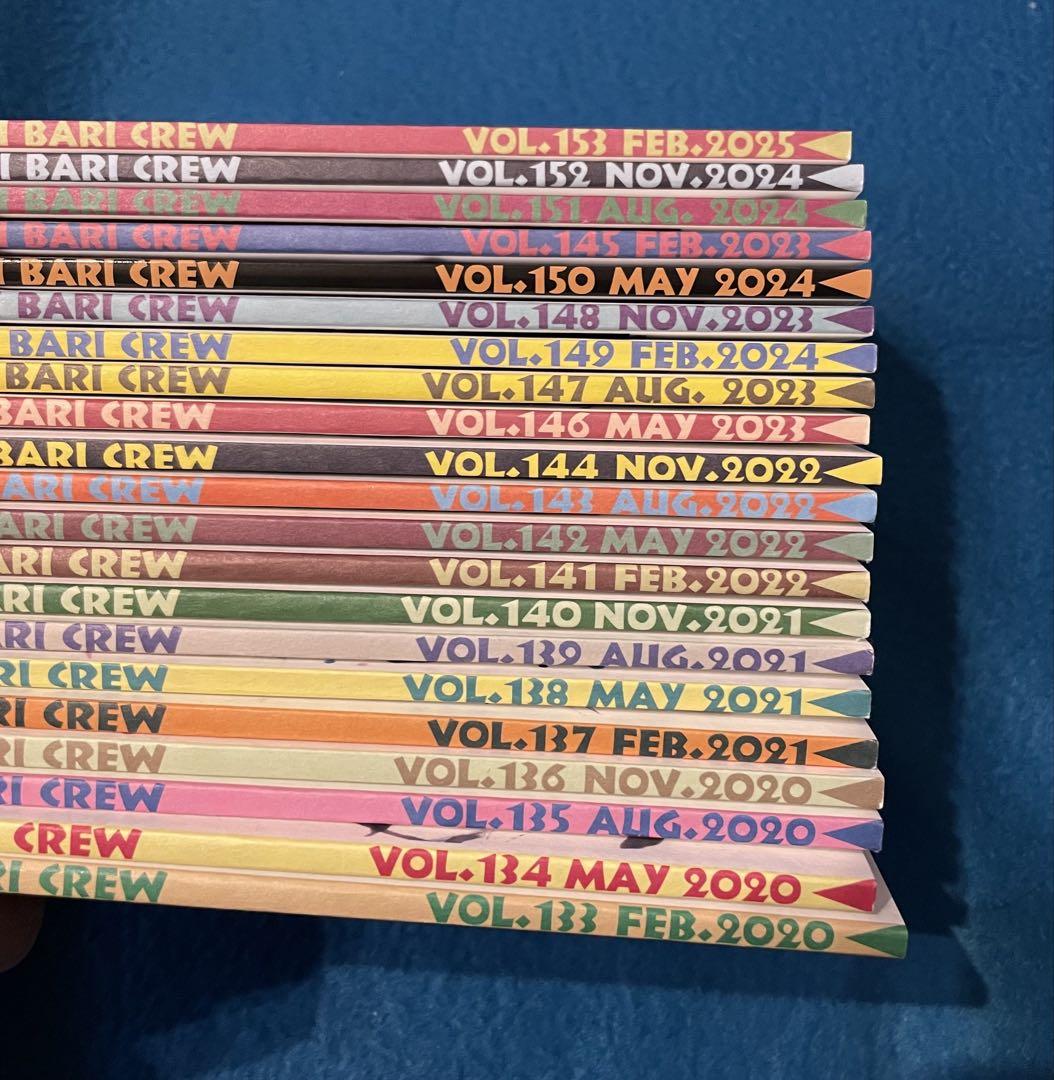 I BARI CREW VOL.153 FEB.2025
I BARI CREW VOL.152 NOV.2024
I BARI CREW VOL.151 AUG. 2024
I BARI CREW VOL.145 FEB.2023
I BARI CREW VOL.150 MAY 2024
BARI CREW VOL.148 NOV.2023
BARI CREW VOL.149 FEB.2024
BARI CREW VOL.147 AUG. 2023
BARI CREW VOL.146 MAY 2023
BARI CREW VOL.144 NOV.2022
ARI CREW VOL.143 AUG.2022
BARI CREW VOL.142 MAY 2022
ARI CREW VOL.141 FEB.2022
RI CREW VOL.140 NOV.2021
ARI CREW VOL.139 AUG.2021
RI CREW VOL.138 MAY 2021
RI CREW VOL.137 FEB.2021
RI CREW VOL.136 NOV.2020
I CREW VOL.135 AUG.2020
CREW VOL.134 MAY 2020
RI CREW VOL.133 FEB.2020